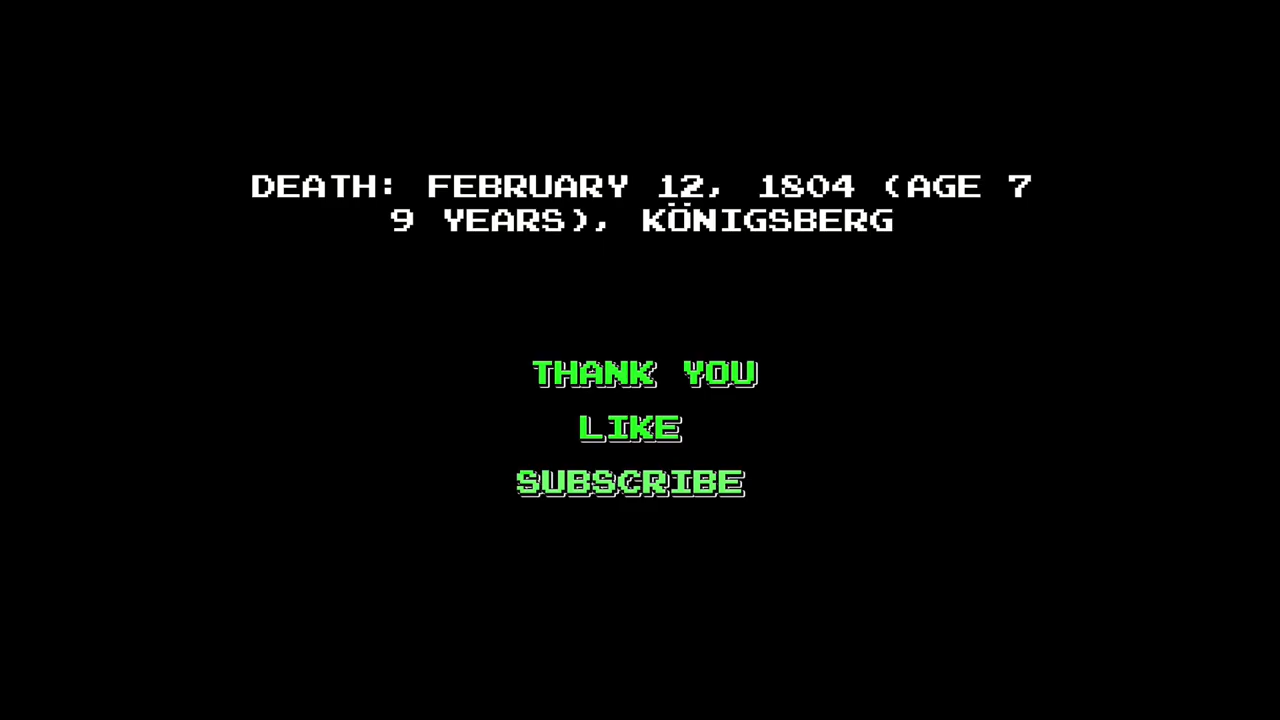 DEATH: FEBRUARY 12, 1804 (AGE 7
9 YEARS), KÖNIGSBERG
THANK YOU
LIKE
SUBSCRIBE